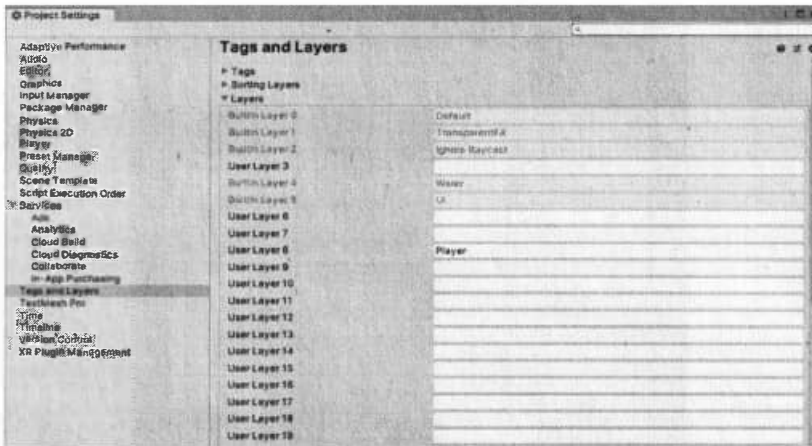 Project Settings
Adaptive Performance
Audio
Editor
Graphics
Input Manager
Package Manager
Physics
Physics 2D
Player
Preset Manager
Quality
Scene Template
Script Execution Order
Services
Ads
Analytics
Cloud Build
Cloud Diagnostics
Collaborate
In-App Purchasing
Tags and Layers
TextMesh Pro
Time
Timeline
Version Control
XR Plugin Management
Tags and Layers
Tags
Sorting Layers
Layers
Builtin Layer 0 Default
Builtin Layer 1 TransparentFX
Builtin Layer 2 Ignore Raycast
User Layer 3
Builtin Layer 4 Water
Builtin Layer 5 UI
User Layer 6
User Layer 7
User Layer 8 Player
User Layer 9
User Layer 10
User Layer 11
User Layer 12
User Layer 13
User Layer 14
User Layer 15
User Layer 16
User Layer 17
User Layer 18
User Layer 19